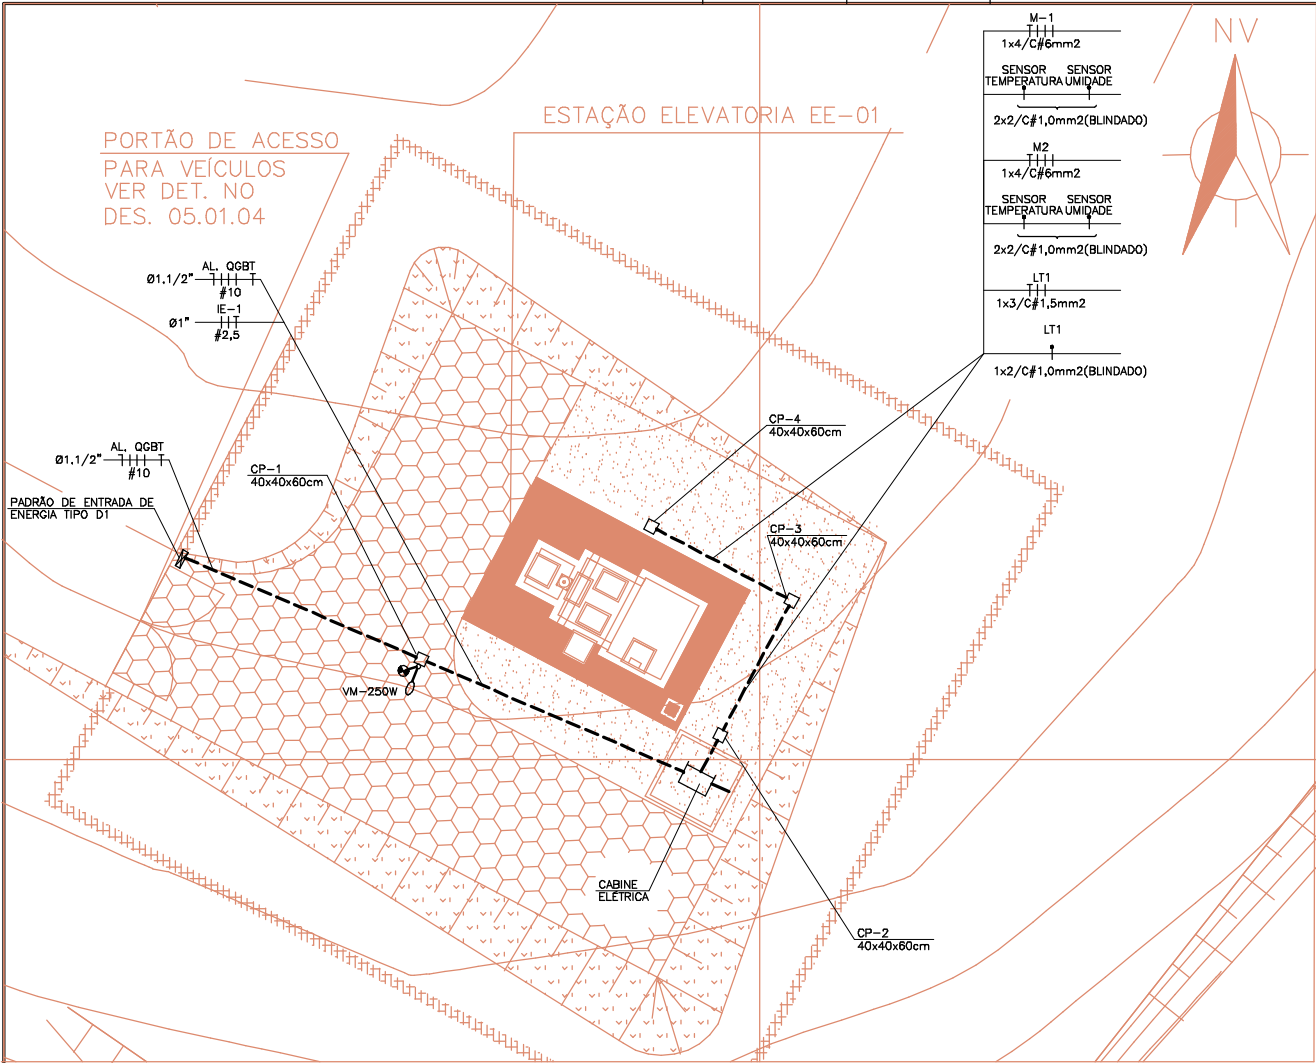 M-1
1x4/C#6mm2
SENSOR TEMPERATURA
SENSOR UMIDADE
2x2/C#1,0mm2(BLINDADO)
M2
1x4/C#6mm2
SENSOR TEMPERATURA
SENSOR UMIDADE
2x2/C#1,0mm2(BLINDADO)
LT1
1x3/C#1,5mm2
LT1
1x2/C#1,0mm2(BLINDADO)
NV
ESTAÇÃO ELEVATORIA EE-01
PORTÃO DE ACESSO
PARA VEÍCULOS
VER DET. NO
DES. 05.01.04
AL. QGBT
Ø1.1/2"
#10
IE-1
Ø1"
#2,5
AL. QGBT
Ø1.1/2"
#10
PADRÃO DE ENTRADA DE
ENERGIA TIPO D1
CP-1
40x40x60cm
CP-4
40x40x60cm
CP-3
40x40x60cm
VM-250W
CABINE
ELÉTRICA
CP-2
40x40x60cm